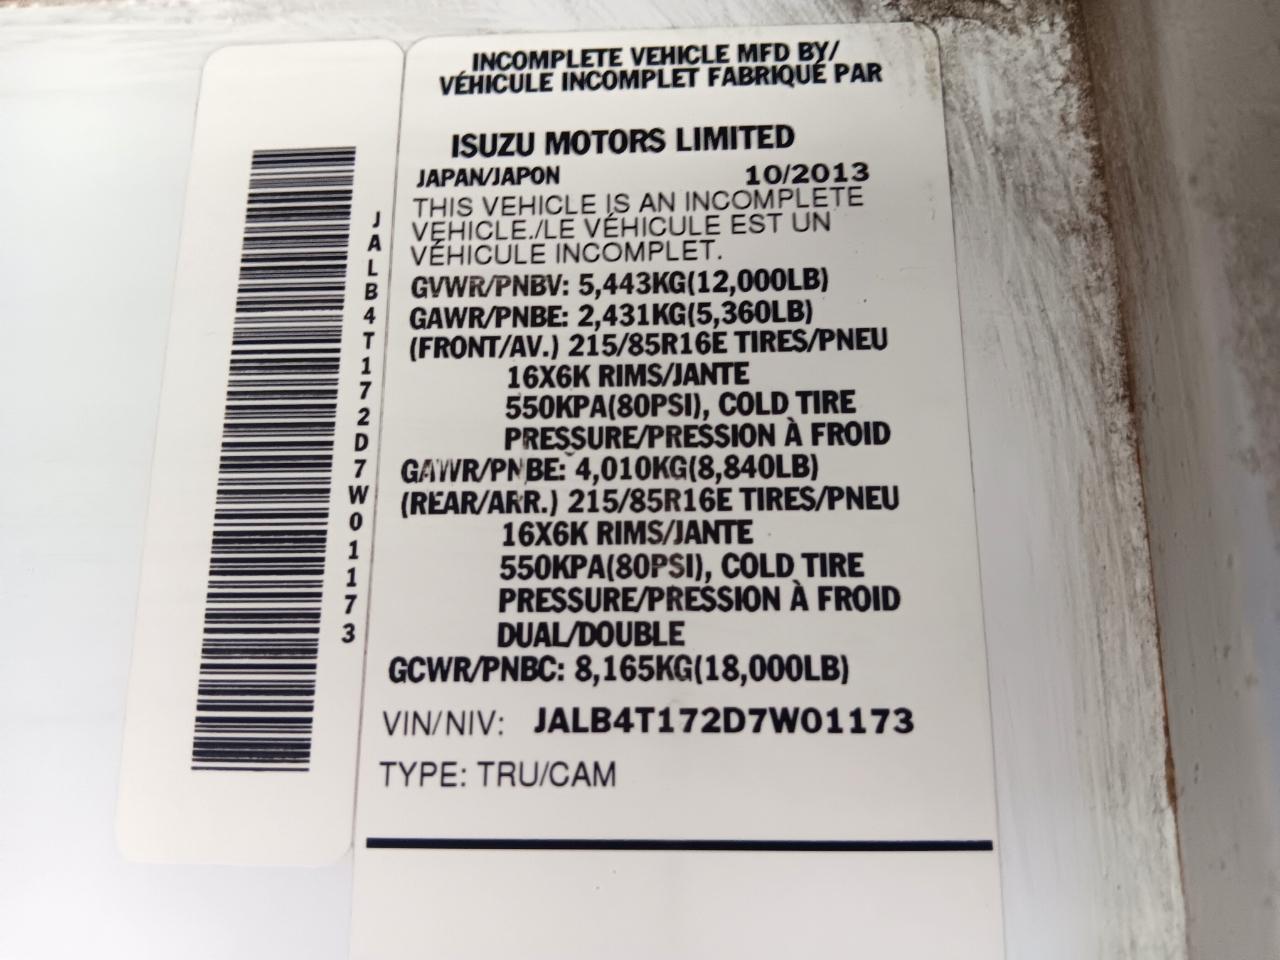 INCOMPLETE VEHICLE MFD BY/
VÉHICULE INCOMPLET FABRIQUÉ PAR
ISUZU MOTORS LIMITED
JAPAN/JAPON 10/2013
THIS VEHICLE IS AN INCOMPLETE
VEHICLE./LE VÉHICULE EST UN
VÉHICULE INCOMPLET.
GVWR/PNBV: 5,443KG(12,000LB)
GAWR/PNBE: 2,431KG(5,360LB)
(FRONT/AV.) 215/85R16E TIRES/PNEU
16X6K RIMS/JANTE
550KPA(80PSI), COLD TIRE
PRESSURE/PRESSION À FROID
GAWR/PNBE: 4,010KG(8,840LB)
(REAR/ARR.) 215/85R16E TIRES/PNEU
16X6K RIMS/JANTE
550KPA(80PSI), COLD TIRE
PRESSURE/PRESSION À FROID
DUAL/DOUBLE
GCWR/PNBC: 8,165KG(18,000LB)
VIN/NIV: JALB4T172D7W01173
TYPE: TRU/CAM
JALB4T172D7W01173